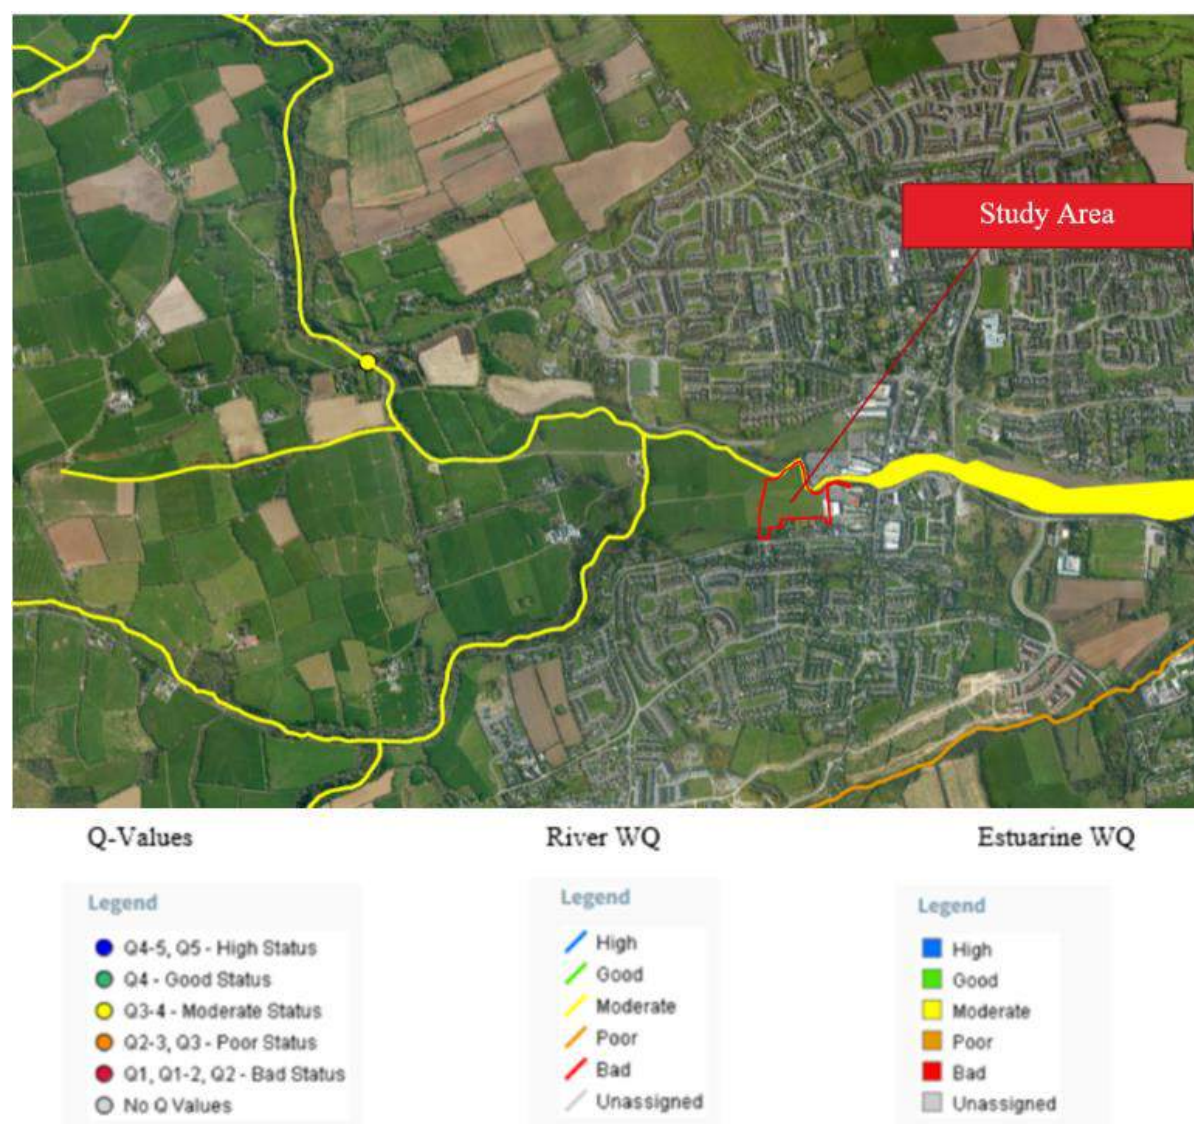 Study Area
Q-Values
Legend
Q4-5, Q5 - High Status
Q4 - Good Status
Q3-4 - Moderate Status
Q2-3, Q3 - Poor Status
Q1, Q1-2, Q2 - Bad Status
No Q Values
River WQ
Legend
High
Good
Moderate
Poor
Bad
Unassigned
Estuarine WQ
Legend
High
Good
Moderate
Poor
Bad
Unassigned